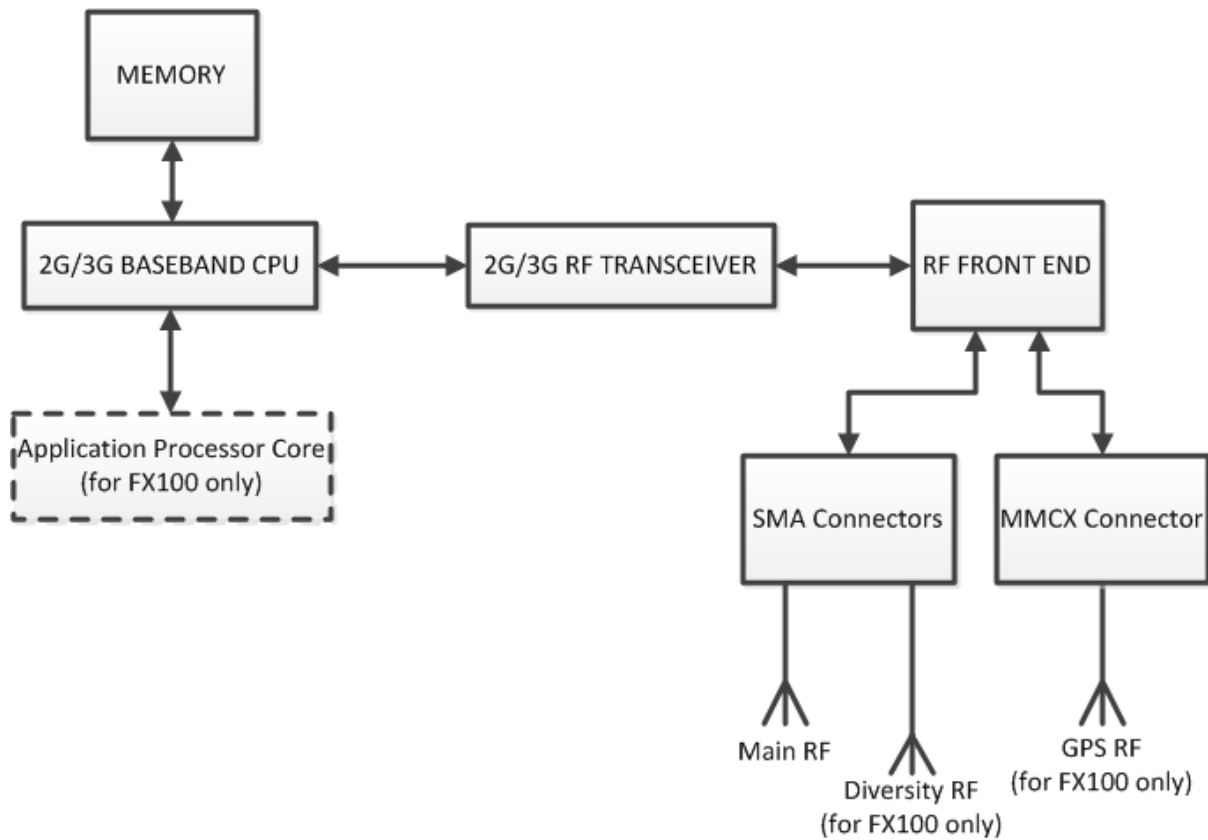 MEMORY
2G/3G BASEBAND CPU
2G/3G RF TRANSCEIVER
RF FRONT END
Application Processor Core
(for FX100 only)
SMA Connectors
MMCX Connector
Main RF
Diversity RF
(for FX100 only)
GPS RF
(for FX100 only)